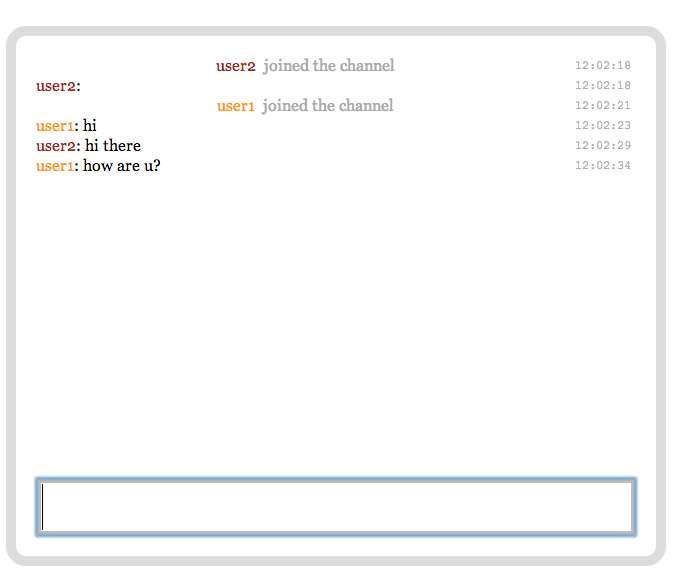 user2 joined the channel 12:02:18
user2: 12:02:18
user1 joined the channel 12:02:21
user1: hi 12:02:23
user2: hi there 12:02:29
user1: how are u? 12:02:34